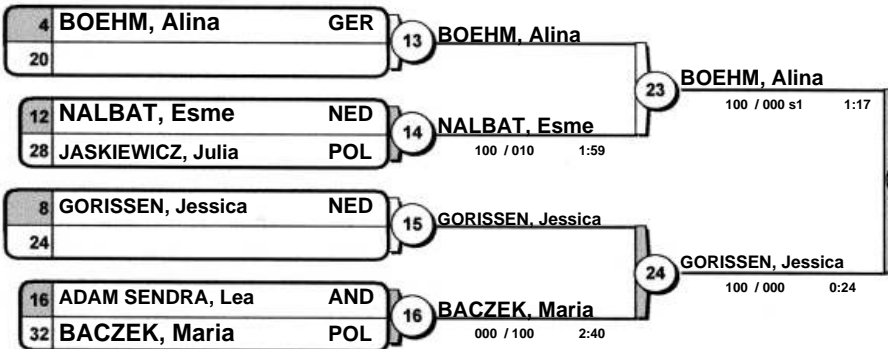 4 BOEHM, Alina GER
20
13 BOEHM, Alina
12 NALBAT, Esme NED
28 JASKIEWICZ, Julia POL
14 NALBAT, Esme
100 / 010 1:59
23 BOEHM, Alina
100 / 000 s1 1:17
8 GORISSEN, Jessica NED
24
15 GORISSEN, Jessica
16 ADAM SENDRA, Lea AND
32 BACZEK, Maria POL
16 BACZEK, Maria
000 / 100 2:40
24 GORISSEN, Jessica
100 / 000 0:24